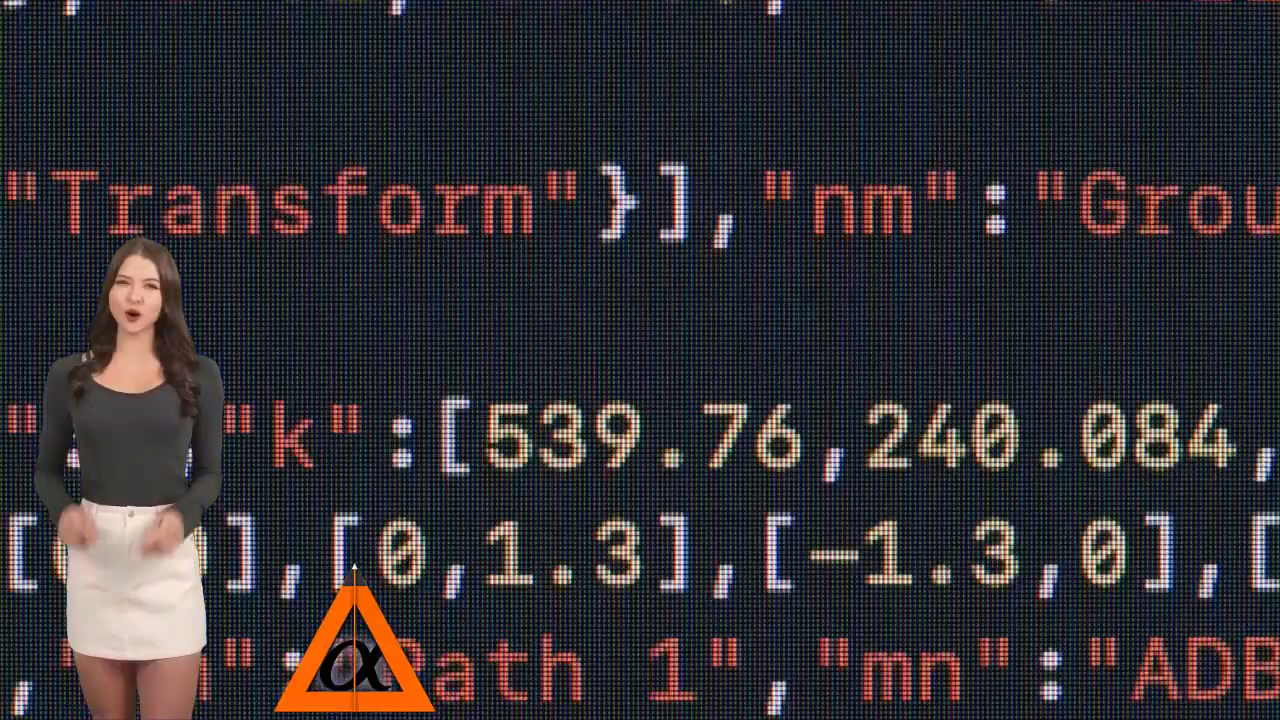 "Transform"}],"nm":"Grou
"k":[539.76,240.084,
],[0,1.3],[-1.3,0],[
Path 1","mn":"ADB
α